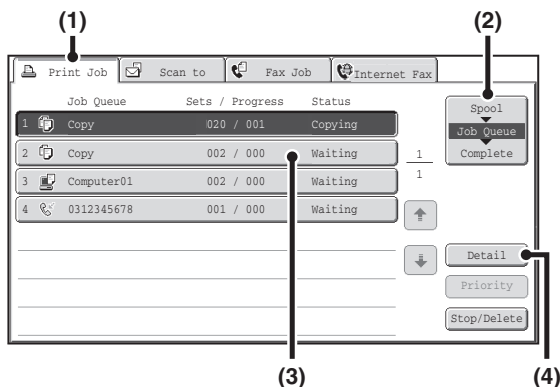 (1) (2)
Print Job Scan to Fax Job Internet Fax
Job Queue Sets / Progress Status
1 Copy 020 / 001 Copying
2 Copy 002 / 000 Waiting
3 Computer01 002 / 000 Waiting
4 0312345678 001 / 000 Waiting
1
1
Spool
Job Queue
Complete
Detail
Priority
Stop/Delete
(3) (4)